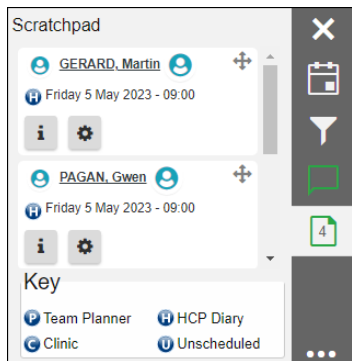 Scratchpad
GERARD, Martin
H Friday 5 May 2023 - 09:00
i
PAGAN, Gwen
H Friday 5 May 2023 - 09:00
i
4
Key
P Team Planner
H HCP Diary
C Clinic
U Unscheduled